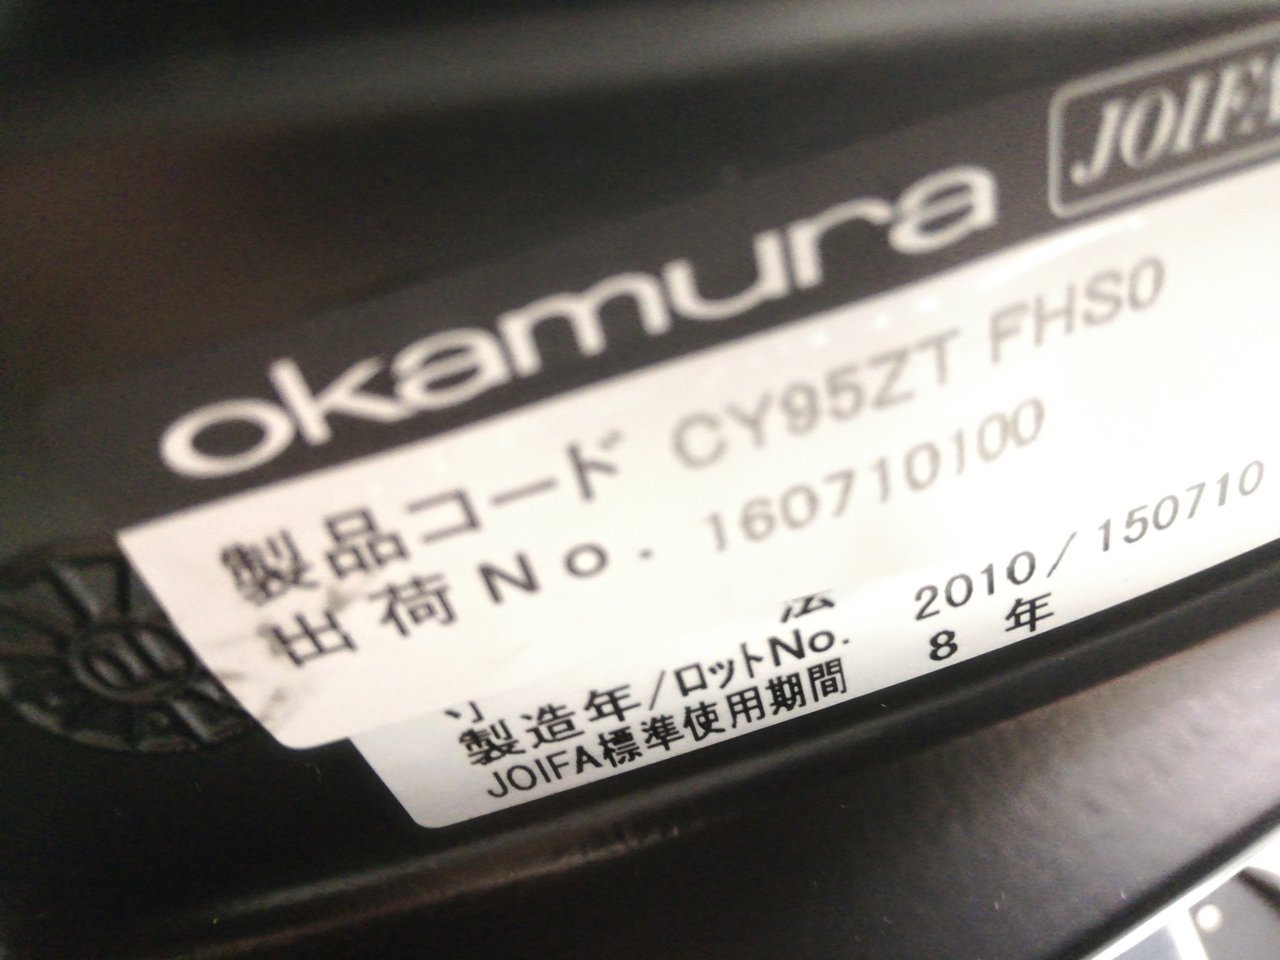 okamura
JOIFA
製品コード CY95ZT FHS0
出荷No. 160710100
製造年/ロットNo. 2010/150710
JOIFA標準使用期間 8 年